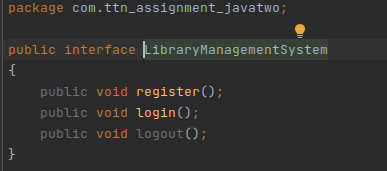 package com.ttn_assignment_javatwo;
public interface LibraryManagementSystem
{
public void register();
public void login();
public void logout();
}